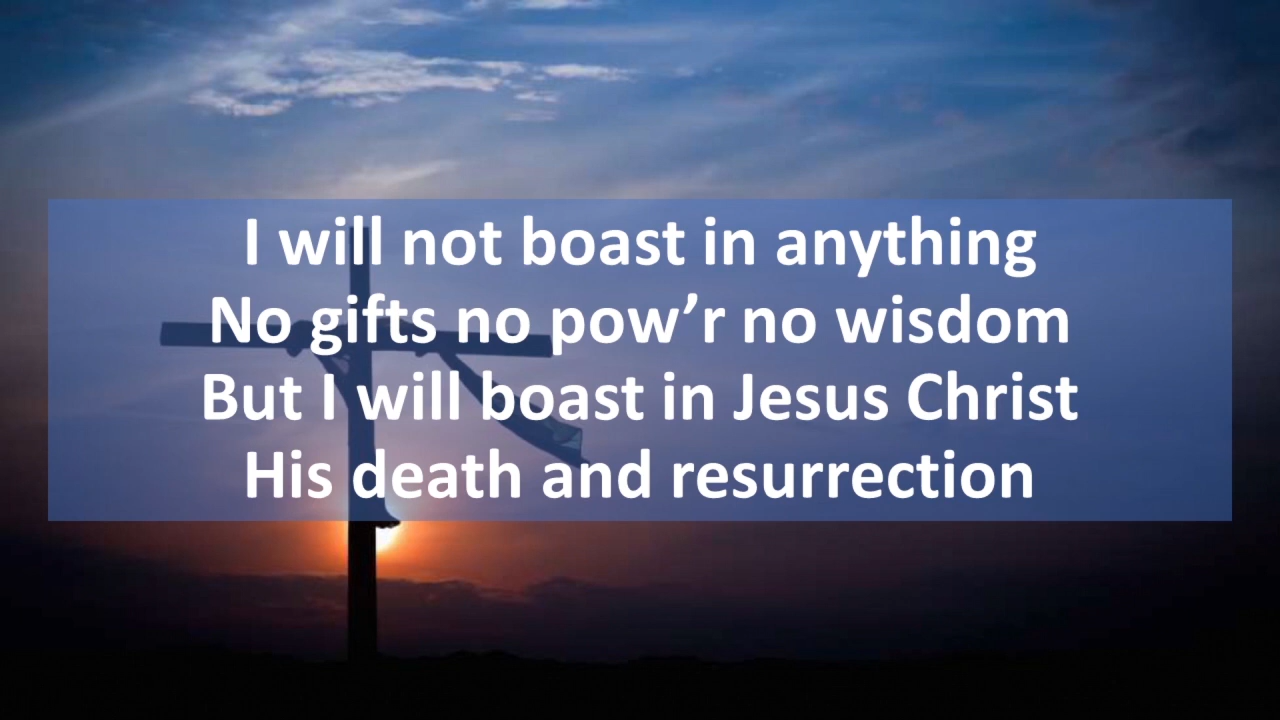 I will not boast in anything
No gifts no pow’r no wisdom
But I will boast in Jesus Christ
His death and resurrection